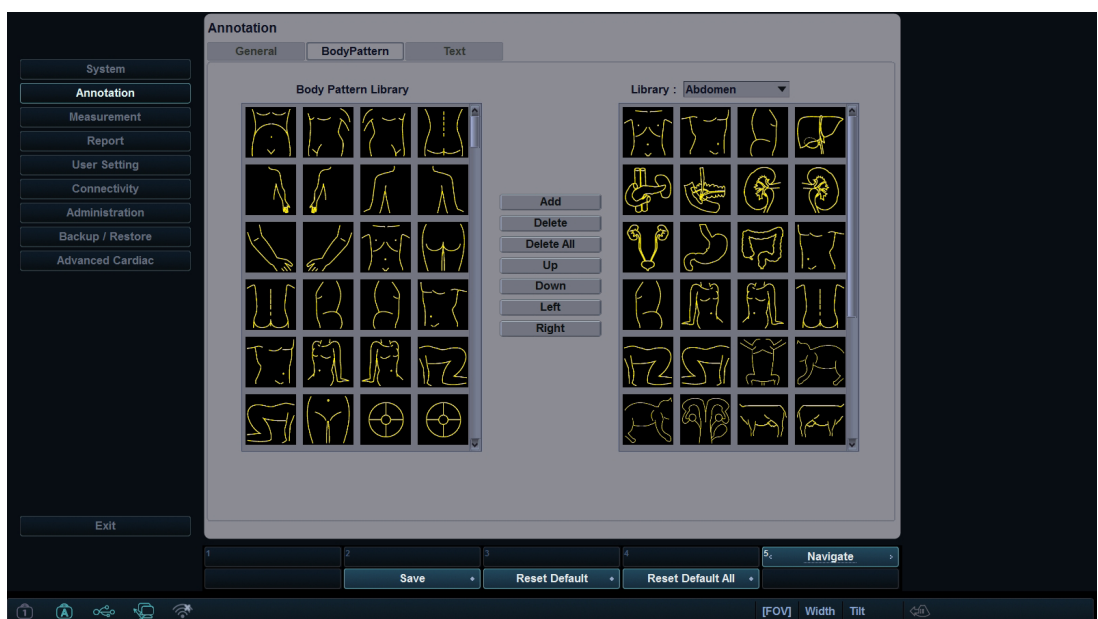 Annotation
General BodyPattern Text
System
Annotation
Measurement
Report
User Setting
Connectivity
Administration
Backup / Restore
Advanced Cardiac
Exit
Body Pattern Library
Library : Abdomen
Add
Delete
Delete All
Up
Down
Left
Right
1 2 3 4 5 Navigate
Save Reset Default Reset Default All
1 A [FOV] Width Tilt